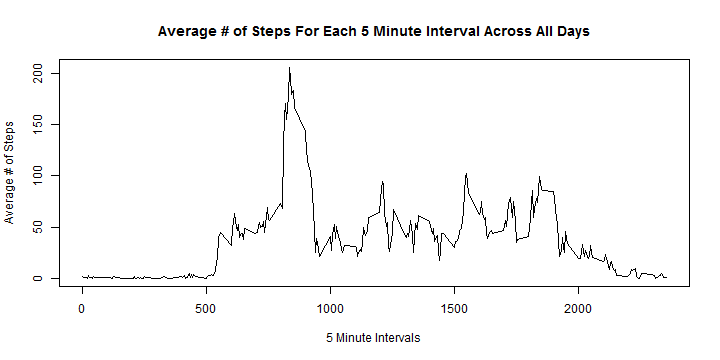 Average # of Steps For Each 5 Minute Interval Across All Days
Average # of Steps
200
150
100
50
0
0 500 1000 1500 2000
5 Minute Intervals